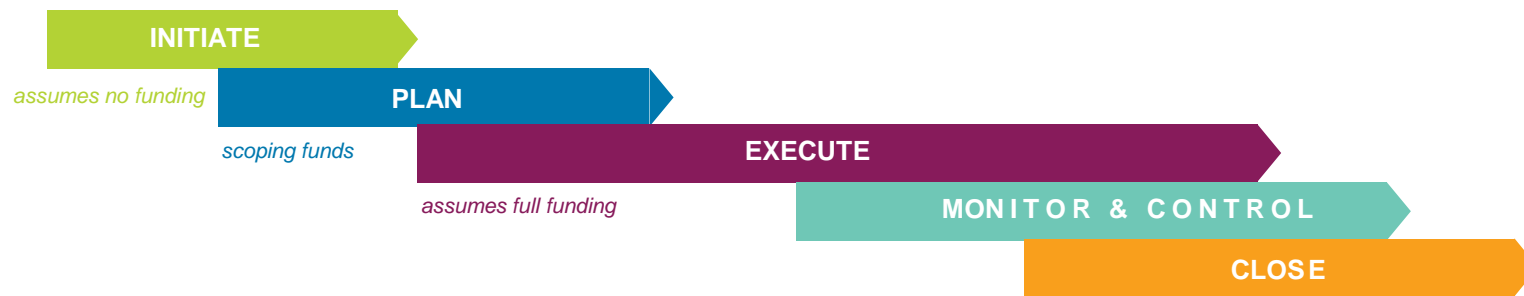 INITIATE
assumes no funding
PLAN
scoping funds
EXECUTE
assumes full funding
MONITOR & CONTROL
CLOSE